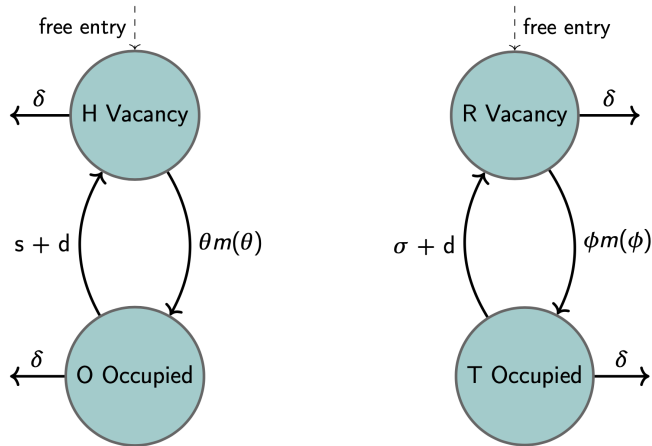 free entry
H Vacancy
δ
s + d
θm(θ)
O Occupied
δ
free entry
R Vacancy
δ
σ + d
ϕm(ϕ)
T Occupied
δ